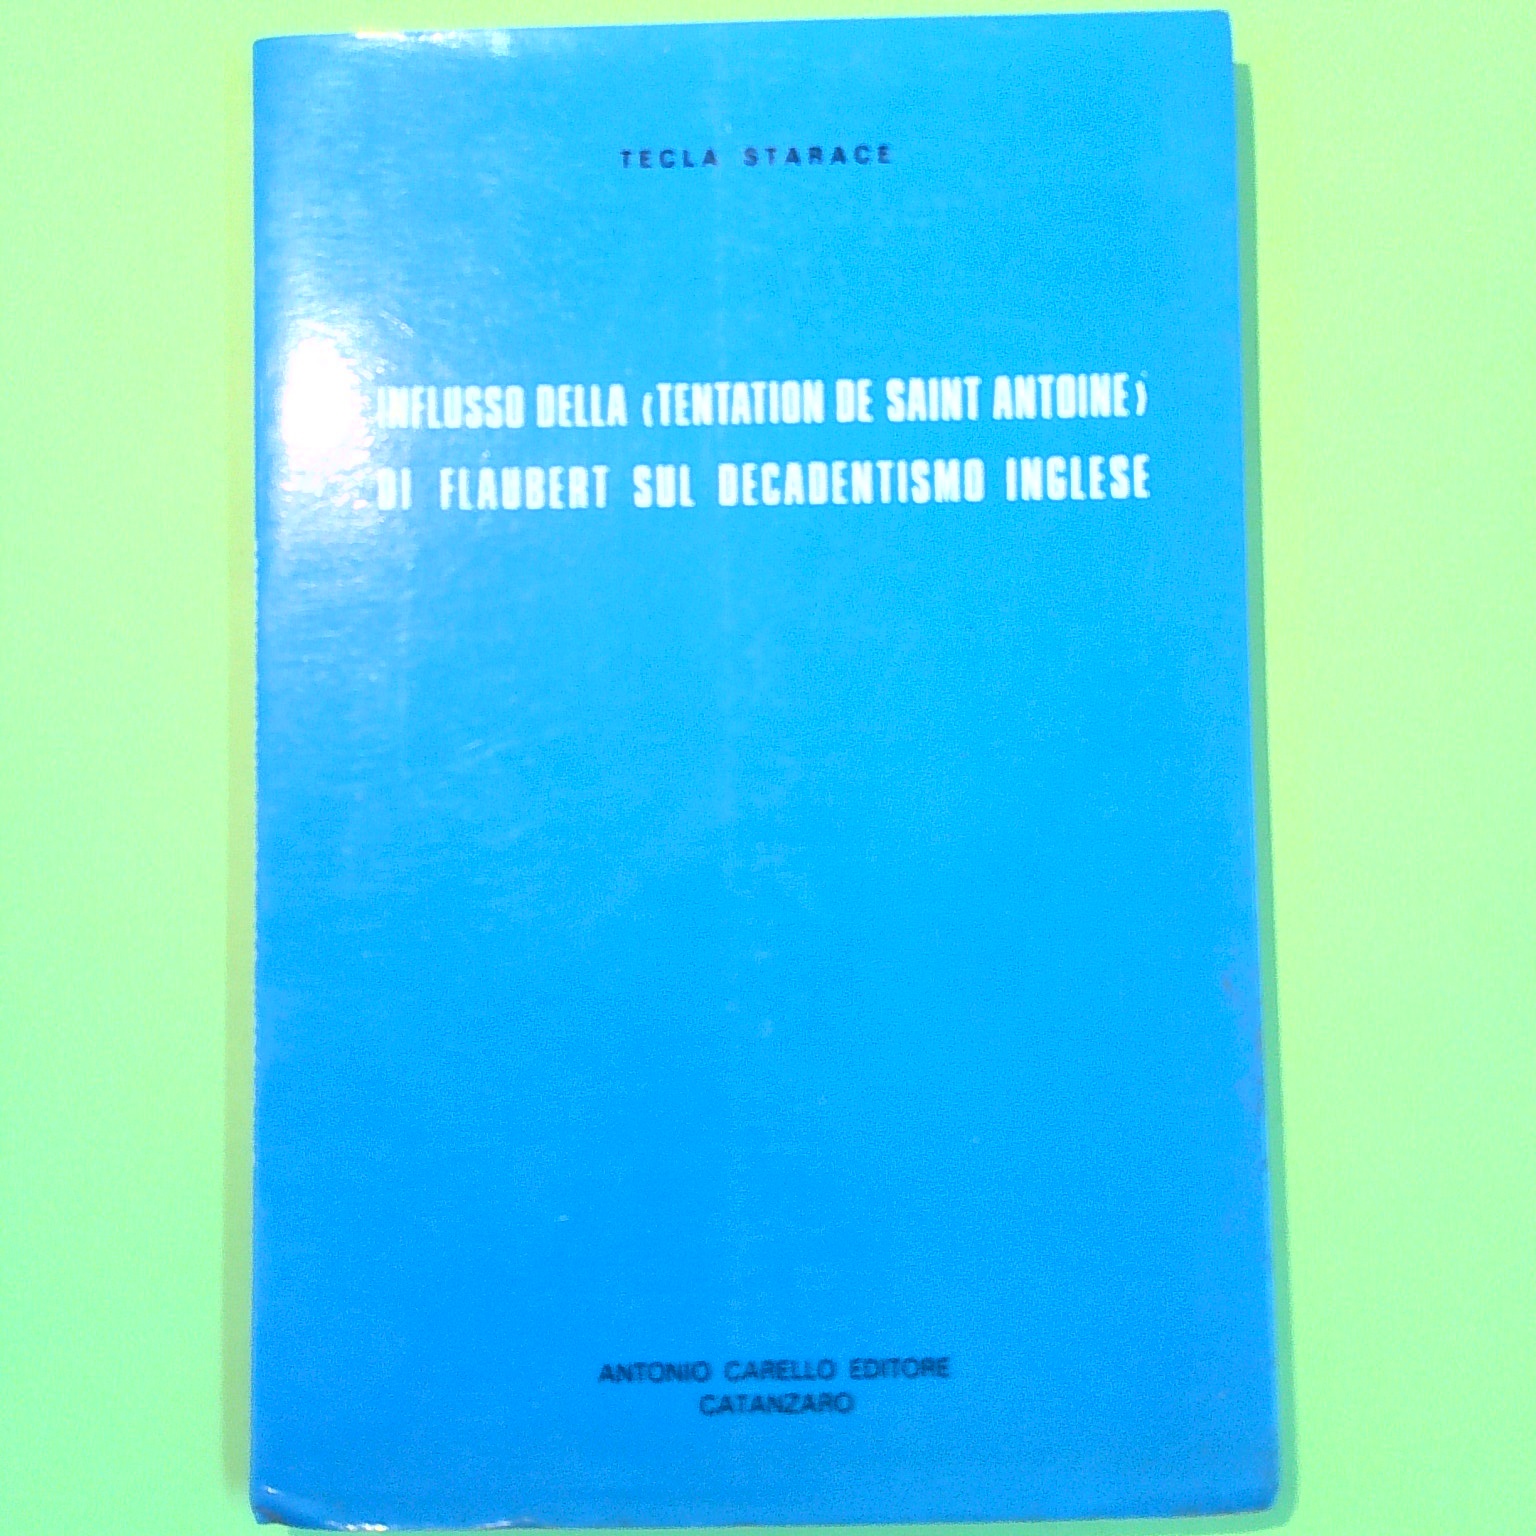 TECLA STARACE
INFLUSSO DELLA ‹TENTATION DE SAINT ANTOINE›
DI FLAUBERT SUL DECADENTISMO INGLESE
ANTONIO CARELLO EDITORE
CATANZARO